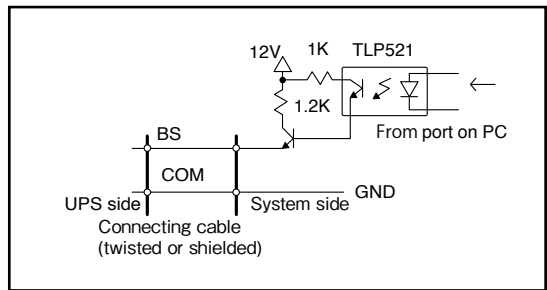 12V
1K
TLP521
1.2K
From port on PC
BS
COM
GND
UPS side
System side
Connecting cable
(twisted or shielded)